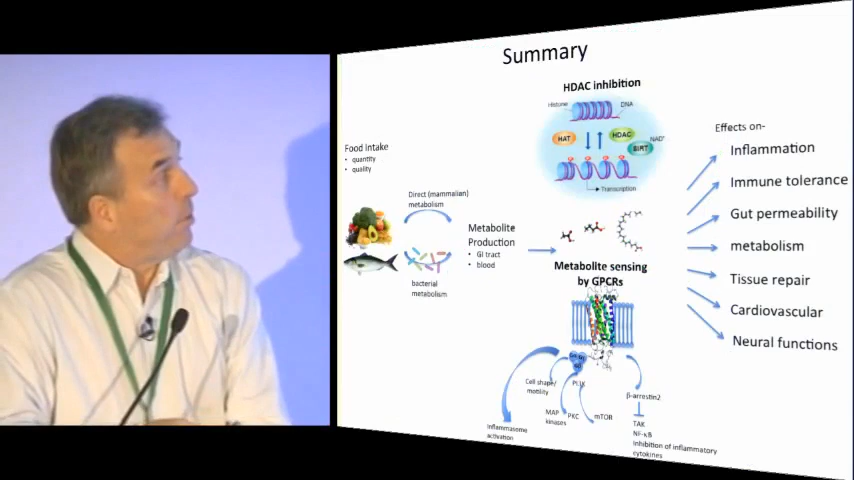 Summary
HDAC inhibition
Histone
DNA
HAT
HDAC
NAD+
SIRT
Transcription
Food intake
• quantity
• quality
Direct (mammalian)
metabolism
bacterial
metabolism
Metabolite
Production
• GI tract
• blood
Metabolite sensing
by GPCRs
Cell shape/
motility
PI3K
MAP
kinases
PKC
mTOR
Inflammasome
activation
β-arrestin2
TAK
NF-κB
Inhibition of inflammatory
cytokines
Effects on-
Inflammation
Immune tolerance
Gut permeability
metabolism
Tissue repair
Cardiovascular
Neural functions